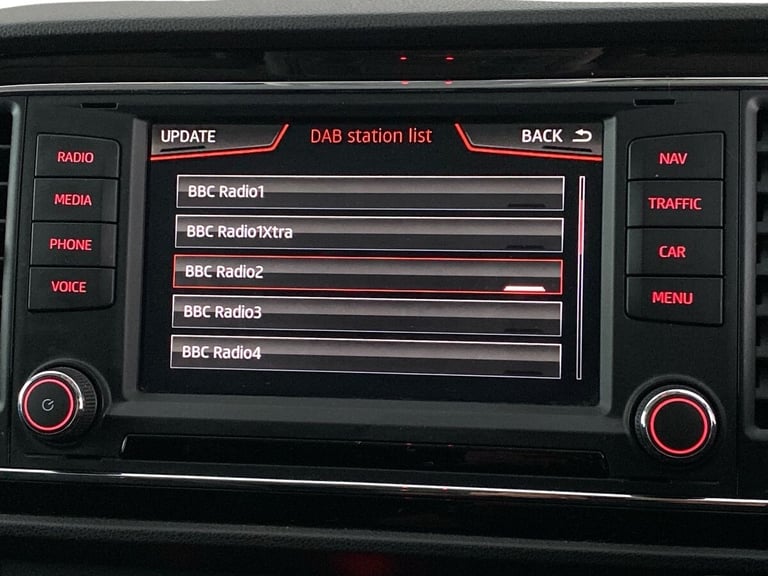 UPDATE
DAB station list
BACK
RADIO
MEDIA
PHONE
VOICE
BBC Radio1
BBC Radio1Xtra
BBC Radio2
BBC Radio3
BBC Radio4
NAV
TRAFFIC
CAR
MENU